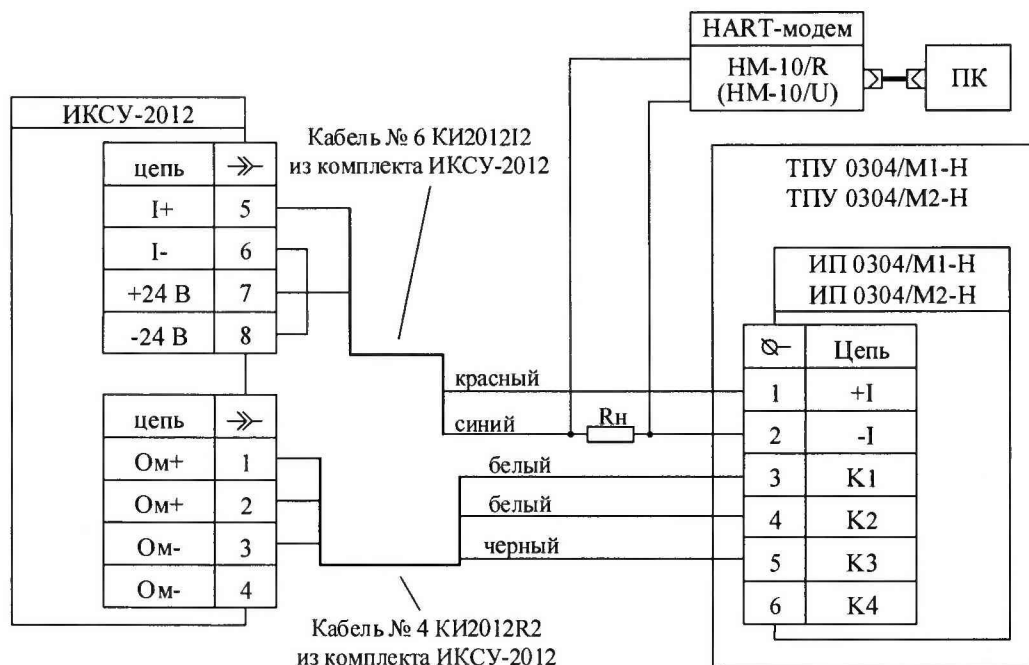 HART-модем
НМ-10/R
(НМ-10/U)
ПК
ИКСУ-2012
Кабель № 6 КИ2012I2
из комплекта ИКСУ-2012
цепь
I+ 5
I- 6
+24 В 7
-24 В 8
ТПУ 0304/М1-Н
ТПУ 0304/М2-Н
ИП 0304/М1-Н
ИП 0304/М2-Н
Цепь
1 +I
2 -I
3 К1
4 К2
5 К3
6 К4
красный
синий
Rн
белый
белый
черный
цепь
Ом+ 1
Ом+ 2
Ом- 3
Ом- 4
Кабель № 4 КИ2012R2
из комплекта ИКСУ-2012